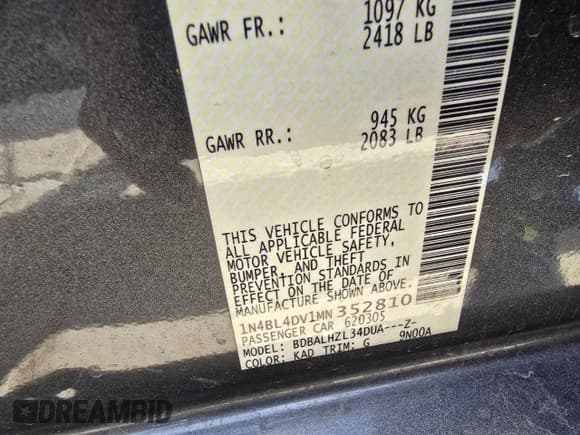 GAWR FR.: 1097 KG
2418 LB
GAWR RR.: 945 KG
2083 LB
THIS VEHICLE CONFORMS TO
ALL APPLICABLE FEDERAL
MOTOR VEHICLE SAFETY,
BUMPER, AND THEFT
PREVENTION STANDARDS IN
EFFECT ON THE DATE OF
MANUFACTURE SHOWN ABOVE.
1N4BL4DV1MN352810
PASSENGER CAR 620305
MODEL: BDBALHZL34DUA---Z-
COLOR: KAD TRIM: G 9N00A
DREAMBID